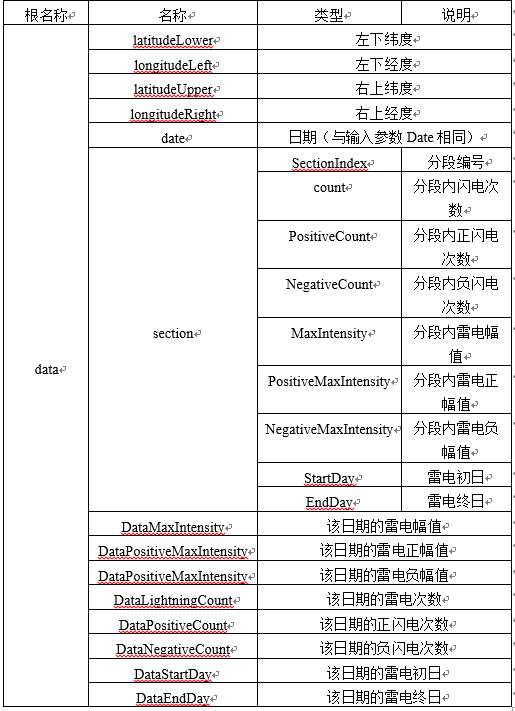 根名称 名称 类型 说明
data
latitudeLower 左下纬度
longitudeLeft 左下经度
latitudeUpper 右上纬度
longitudeRight 右上经度
date 日期（与输入参数 Date 相同）
section
SectionIndex 分段编号
count 分段内闪电次
数
PositiveCount 分段内正闪电
次数
NegativeCount 分段内负闪电
次数
MaxIntensity 分段内雷电幅
值
PositiveMaxIntensity 分段内雷电正
幅值
NegativeMaxIntensity 分段内雷电负
幅值
StartDay 雷电初日
EndDay 雷电终日
DataMaxIntensity 该日期的雷电幅值
DataPositiveMaxIntensity 该日期的雷电正幅值
DataPositiveMaxIntensity 该日期的雷电负幅值
DataLightningCount 该日期的雷电次数
DataPositiveCount 该日期的正闪电次数
DataNegativeCount 该日期的负闪电次数
DataStartDay 该日期的雷电初日
DataEndDay 该日期的雷电终日